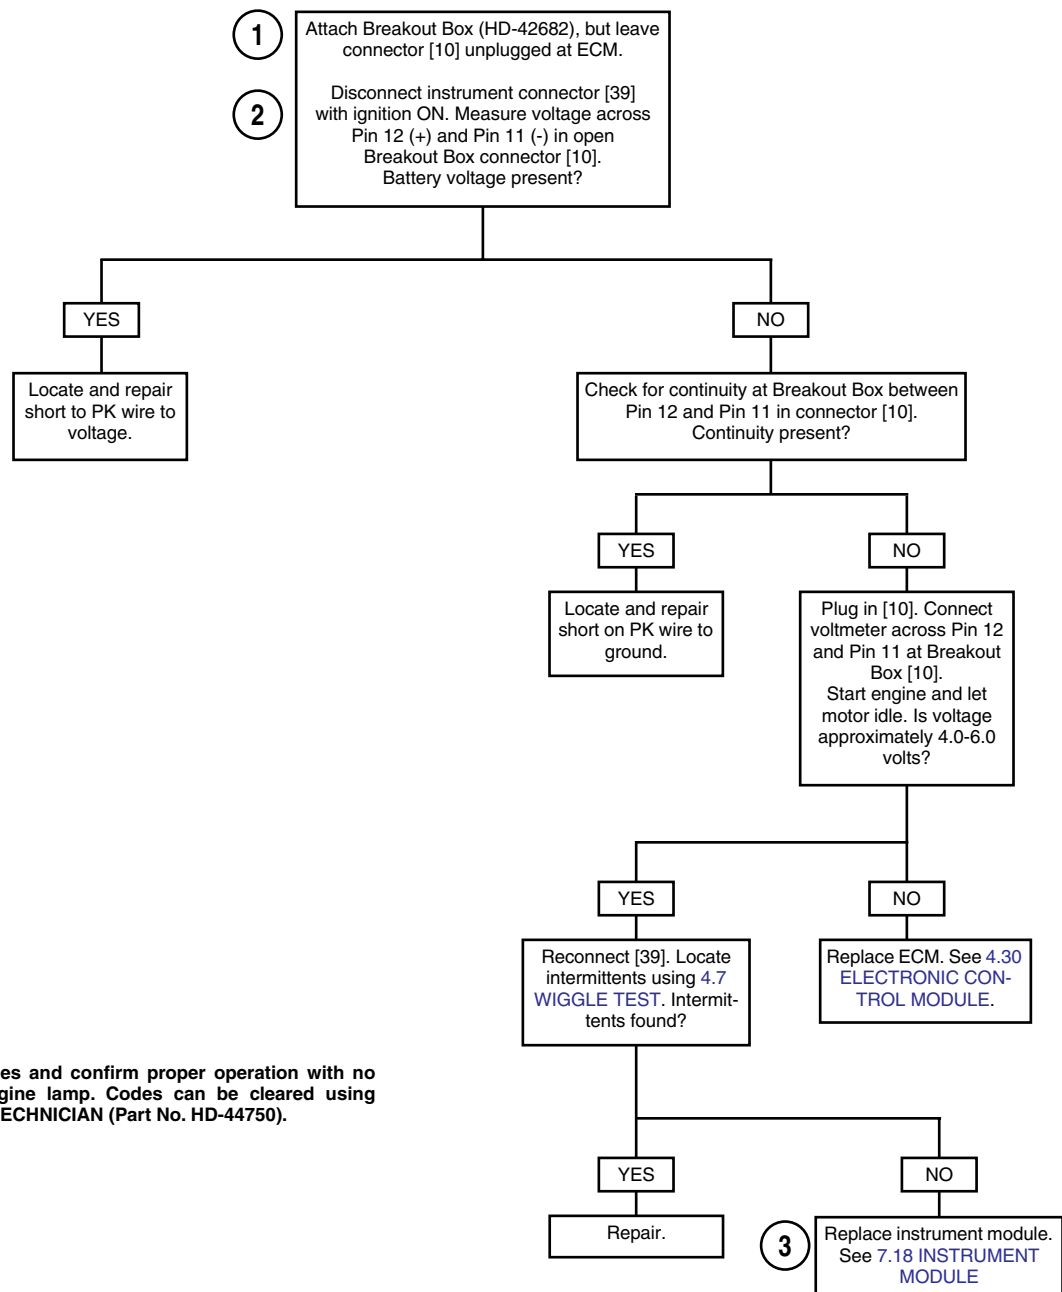 1
Attach Breakout Box (HD-42682), but leave
connector [10] unplugged at ECM.
2
Disconnect instrument connector [39]
with ignition ON. Measure voltage across
Pin 12 (+) and Pin 11 (-) in open
Breakout Box connector [10].
Battery voltage present?
YES
NO
Locate and repair
short to PK wire to
voltage.
Check for continuity at Breakout Box between
Pin 12 and Pin 11 in connector [10].
Continuity present?
YES
NO
Locate and repair
short on PK wire to
ground.
Plug in [10]. Connect
voltmeter across Pin 12
and Pin 11 at Breakout
Box [10].
Start engine and let
motor idle. Is voltage
approximately 4.0-6.0
volts?
YES
NO
Reconnect [39]. Locate
intermittents using 4.7
WIGGLE TEST. Intermit-
tents found?
Replace ECM. See 4.30
ELECTRONIC CON-
TROL MODULE.
es and confirm proper operation with no
gine lamp. Codes can be cleared using
ECHNICIAN (Part No. HD-44750).
YES
NO
Repair.
3
Replace instrument module.
See 7.18 INSTRUMENT
MODULE